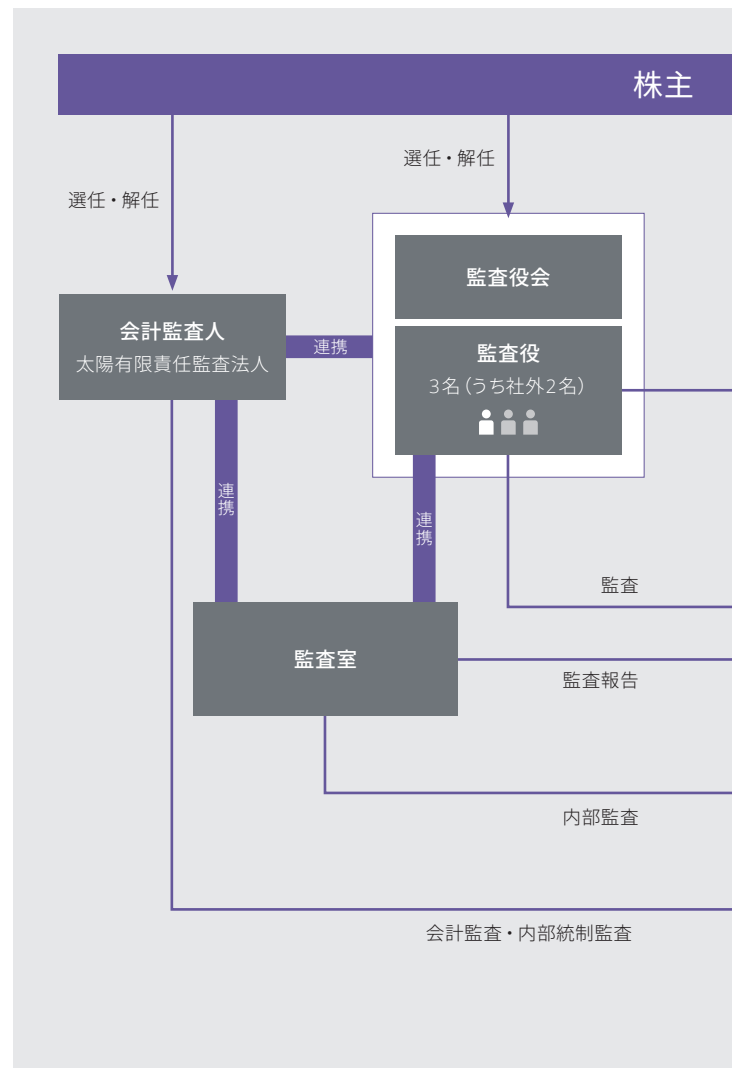 株主
選任・解任
選任・解任
監査役会
会計監査人
太陽有限責任監査法人
連携
監査役
3名（うち社外2名）
連携
連携
監査
監査室
監査報告
内部監査
会計監査・内部統制監査